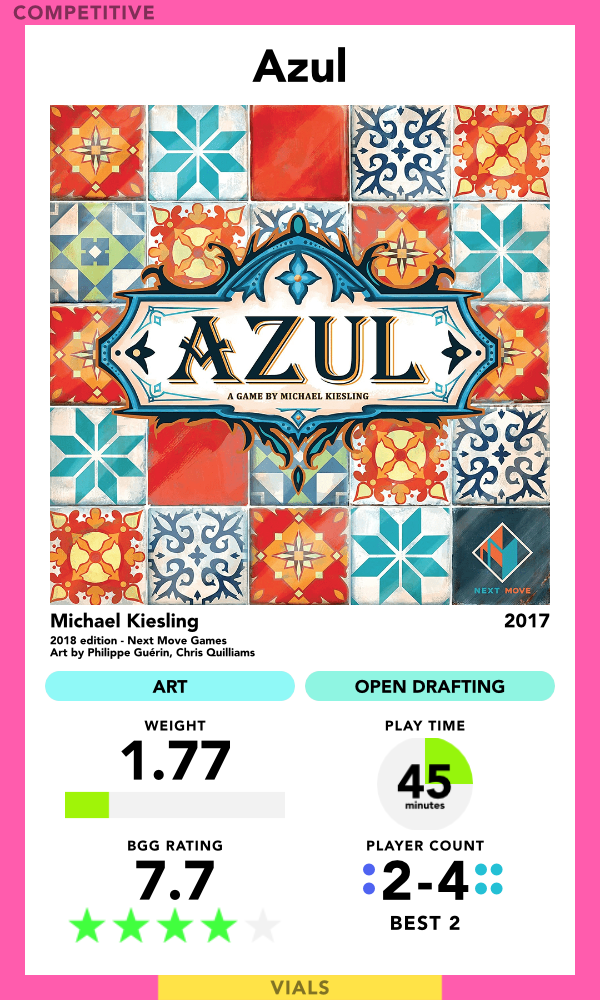 COMPETITIVE
Azul
AZUL
A GAME BY MICHAEL KIESLING
NEXT MOVE
Michael Kiesling 2017
2018 edition - Next Move Games
Art by Philippe Guérin, Chris Quilliams
ART OPEN DRAFTING
WEIGHT PLAY TIME
1.77 45
minutes
BGG RATING PLAYER COUNT
7.7 2-4
BEST 2
VIALS